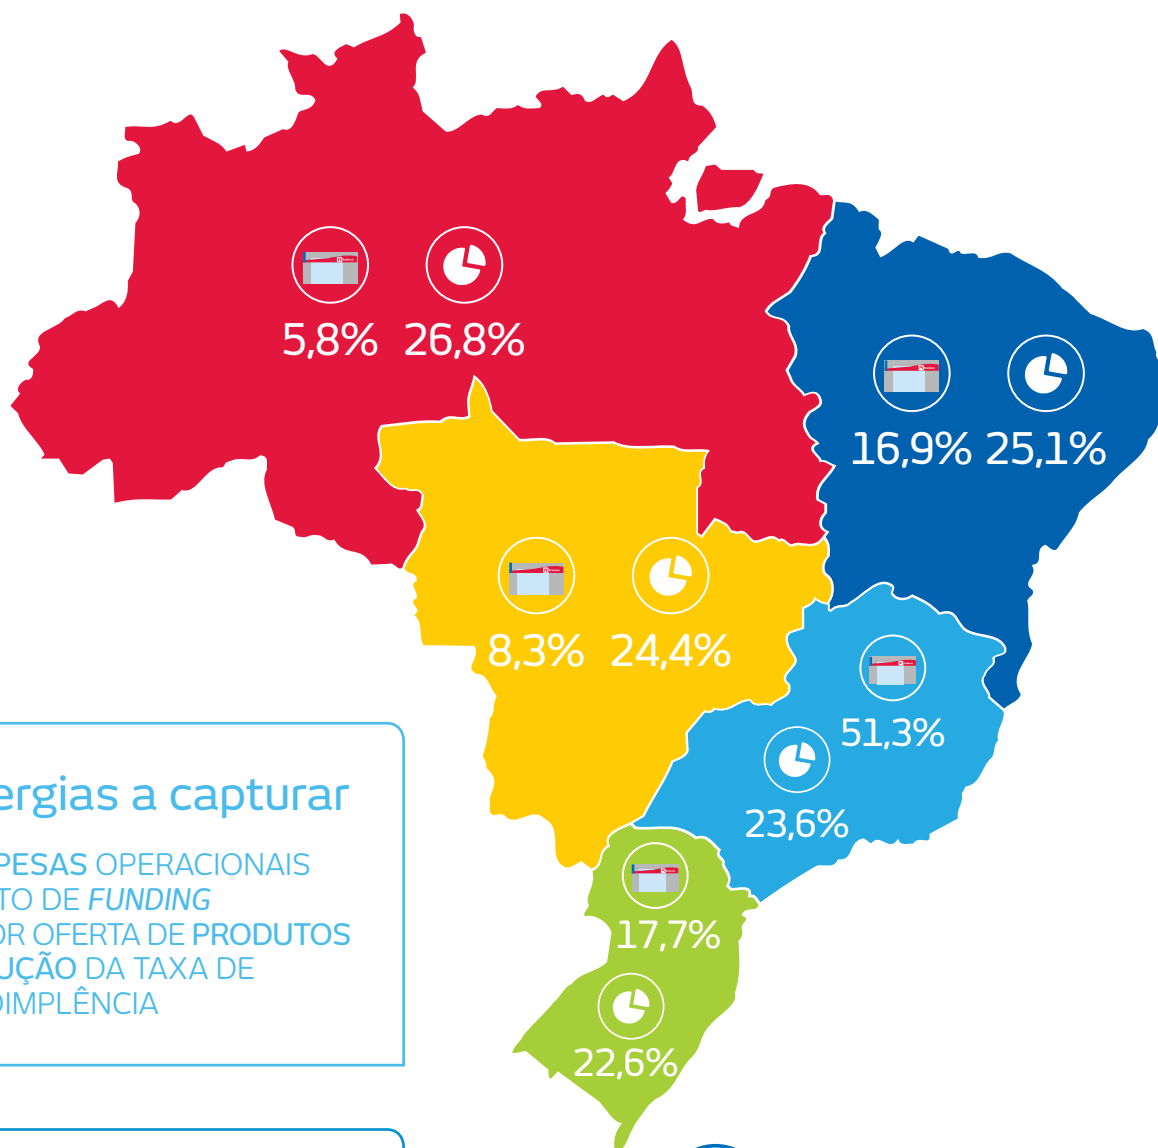 5,8% 26,8%
16,9% 25,1%
8,3% 24,4%
51,3%
23,6%
17,7%
22,6%
ergias a capturar
PESAS OPERACIONAIS
TO DE FUNDING
OR OFERTA DE PRODUTOS
UÇÃO DA TAXA DE
DIMPLÊNCIA